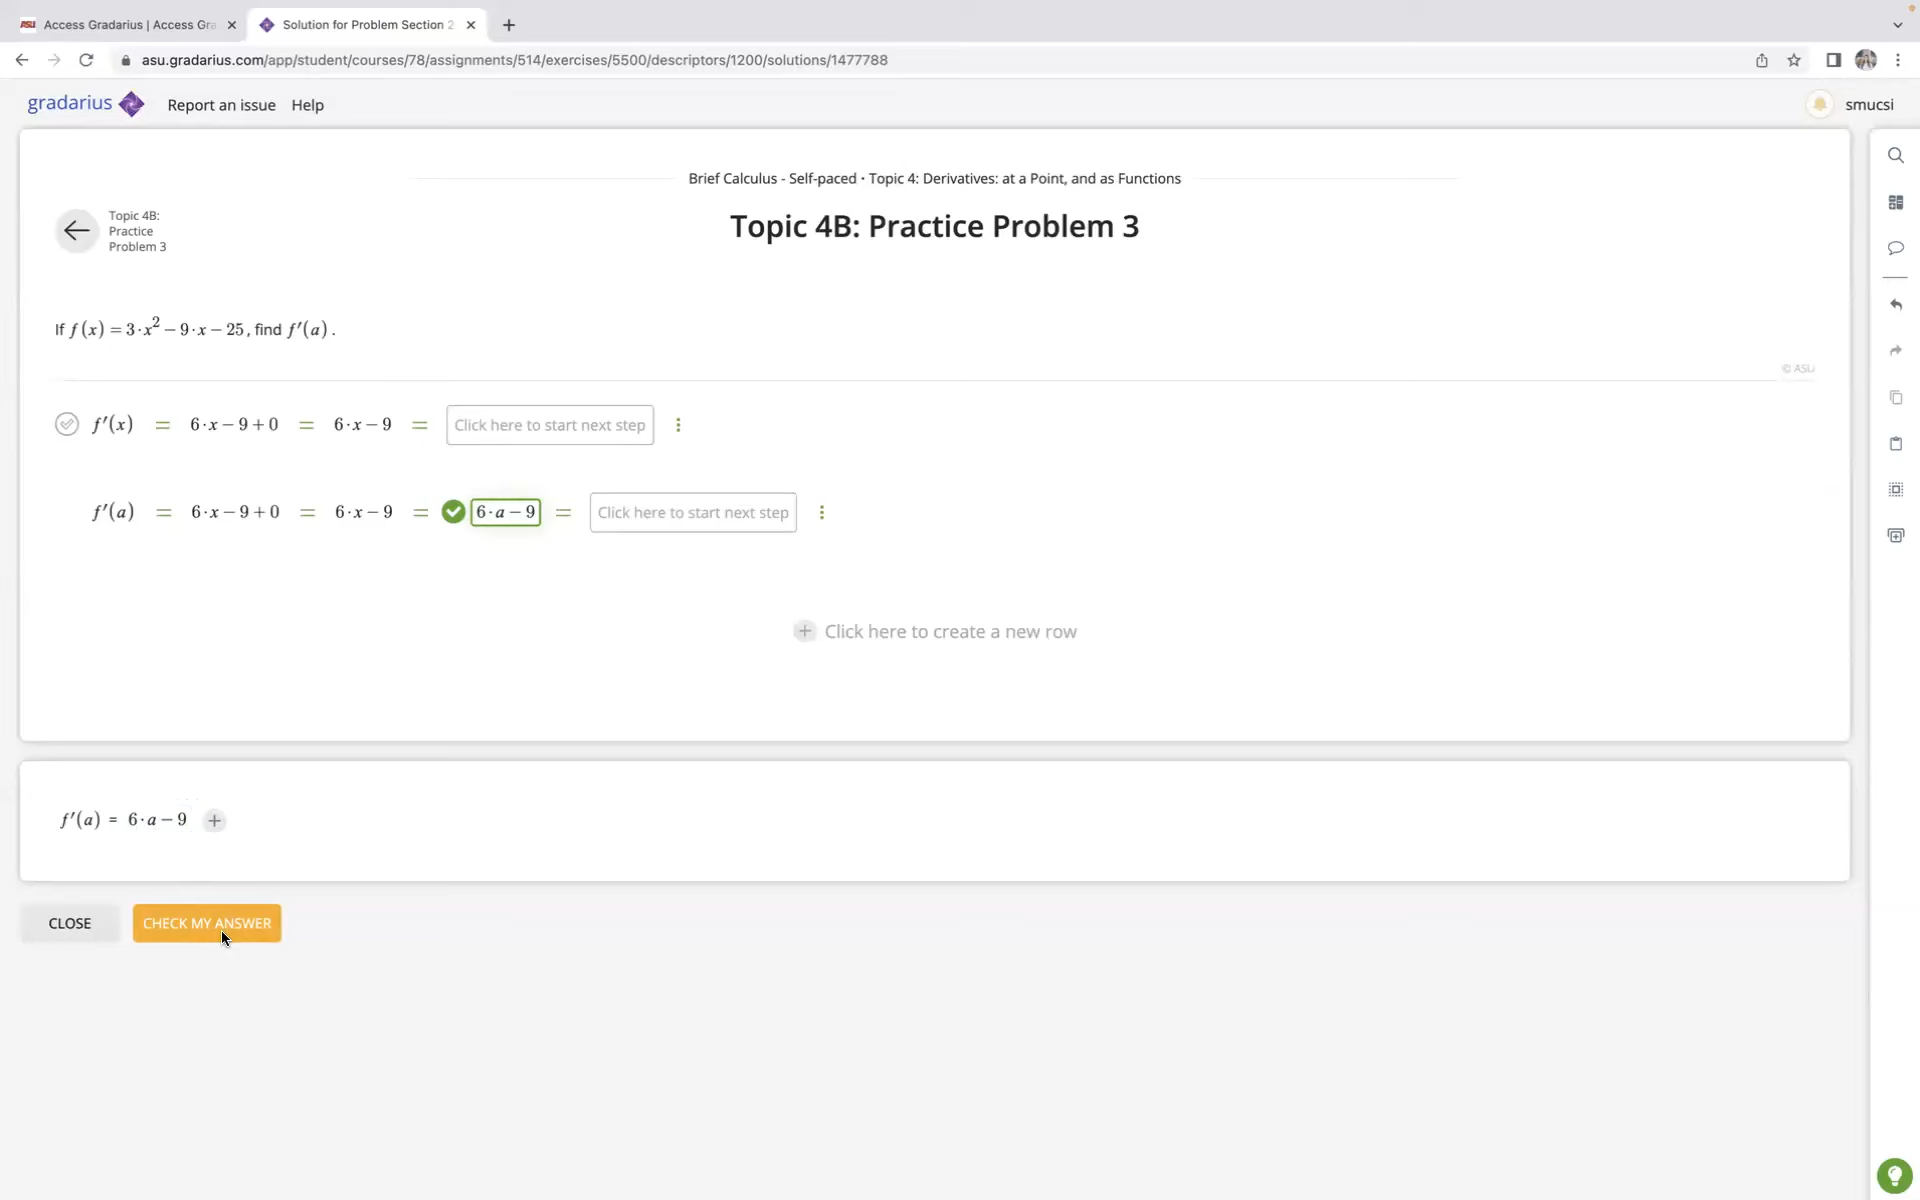 Access Gradarius | Access Gra
Solution for Problem Section 2
asu.gradarius.com/app/student/courses/78/assignments/514/exercises/5500/descriptors/1200/solutions/1477788
gradarius Report an issue Help smucsi
Brief Calculus - Self-paced · Topic 4: Derivatives: at a Point, and as Functions
Topic 4B:
Practice
Problem 3
Topic 4B: Practice Problem 3
If f(x) = 3·x² − 9·x − 25, find f′(a).
© ASU
f′(x) = 6·x − 9 + 0 = 6·x − 9 = Click here to start next step
f′(a) = 6·x − 9 + 0 = 6·x − 9 = 6·a − 9 = Click here to start next step
+ Click here to create a new row
f′(a) = 6·a − 9 +
CLOSE CHECK MY ANSWER